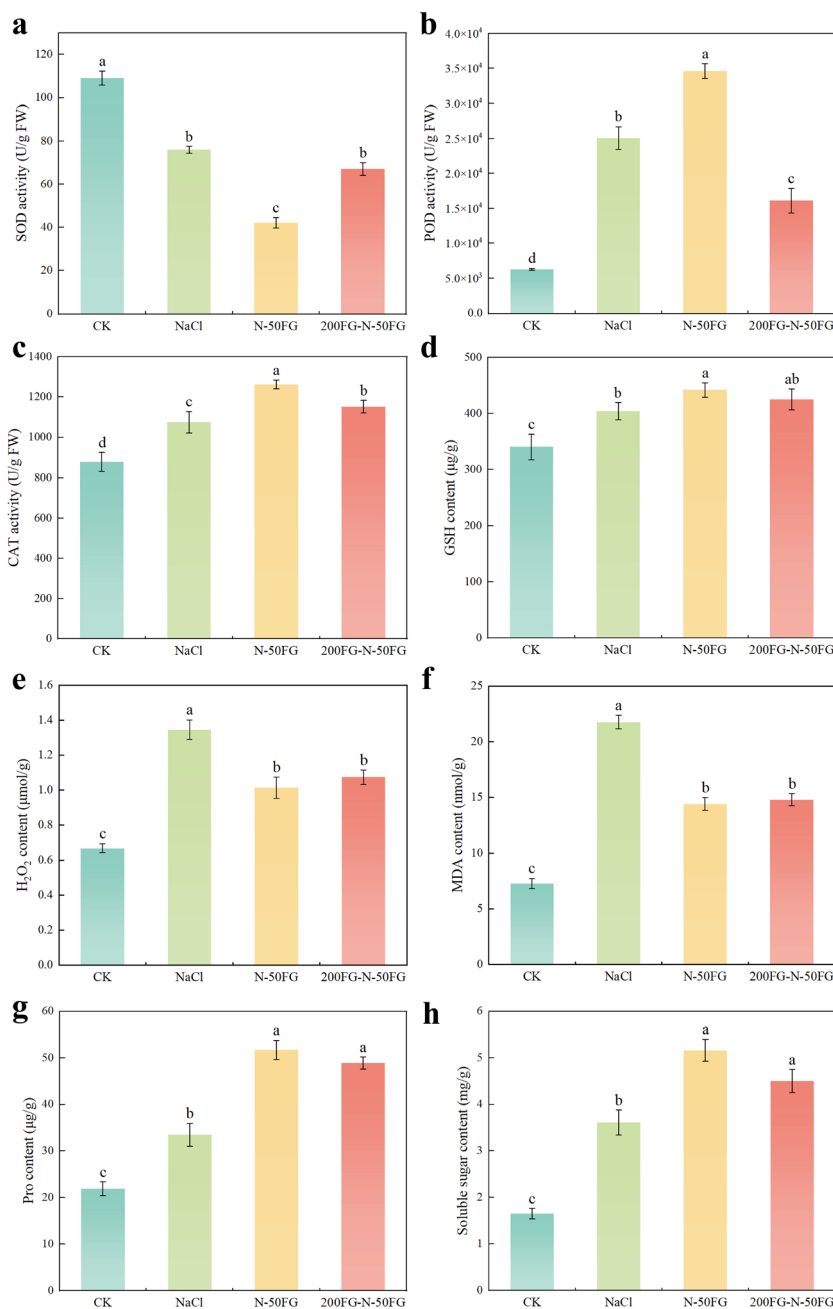 a
SOD activity (U/g FW)
120
100
80
60
40
20
0
a
b
c
b
CK NaCl N-50FG 200FG-N-50FG
b
POD activity (U/g FW)
4.0×10⁴
3.5×10⁴
3.0×10⁴
2.5×10⁴
2.0×10⁴
1.5×10⁴
1.0×10⁴
5.0×10³
0.0
d
b
a
c
CK NaCl N-50FG 200FG-N-50FG
c
CAT activity (U/g FW)
1400
1200
1000
800
600
400
200
0
d
c
a
b
CK NaCl N-50FG 200FG-N-50FG
d
GSH content (μg/g)
500
400
300
200
100
0
c
b
a
ab
CK NaCl N-50FG 200FG-N-50FG
e
H₂O₂ content (μmol/g)
1.6
1.4
1.2
1.0
0.8
0.6
0.4
0.2
0.0
c
a
b
b
CK NaCl N-50FG 200FG-N-50FG
f
MDA content (nmol/g)
25
20
15
10
5
0
c
a
b
b
CK NaCl N-50FG 200FG-N-50FG
g
Pro content (μg/g)
60
50
40
30
20
10
0
c
b
a
a
CK NaCl N-50FG 200FG-N-50FG
h
Soluble sugar content (mg/g)
6
5
4
3
2
1
0
c
b
a
a
CK NaCl N-50FG 200FG-N-50FG